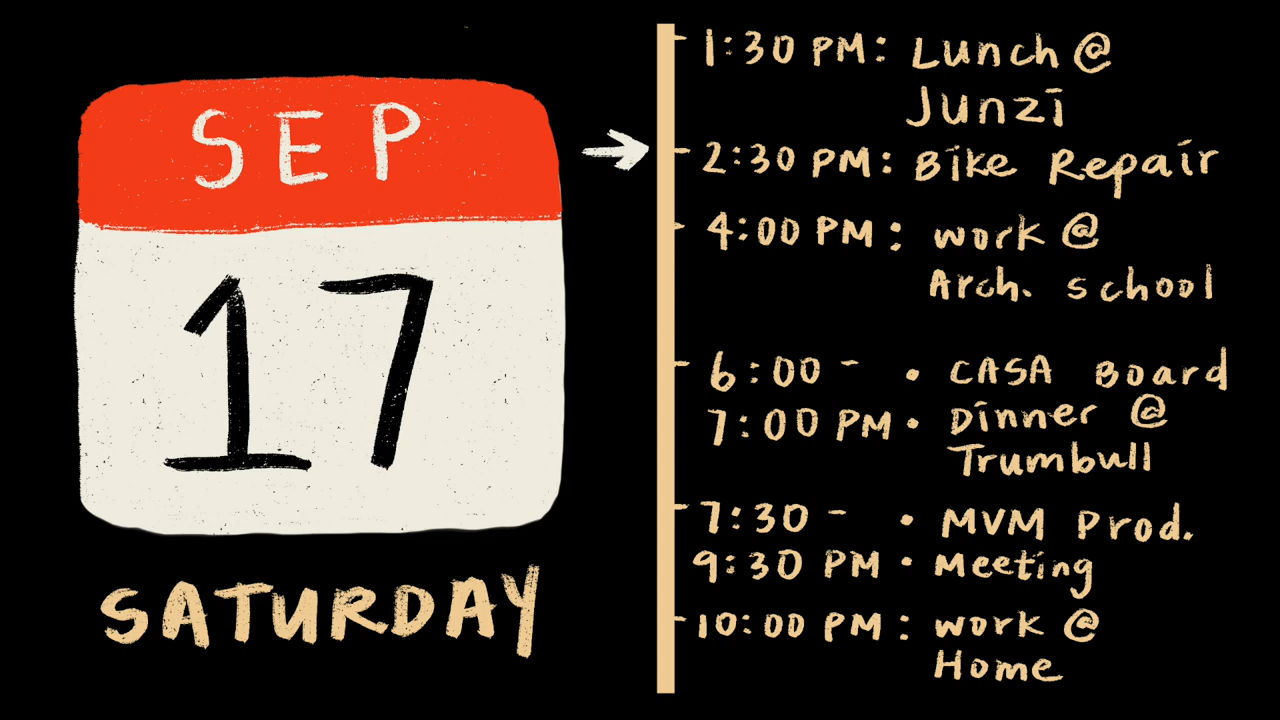 SEP
17
SATURDAY
1:30 PM: Lunch @
Junzi
2:30 PM: Bike Repair
4:00 PM: work @
Arch. school
6:00 - • CASA Board
7:00 PM • Dinner @
Trumbull
7:30 - • MVM Prod.
9:30 PM • Meeting
10:00 PM: work @
Home